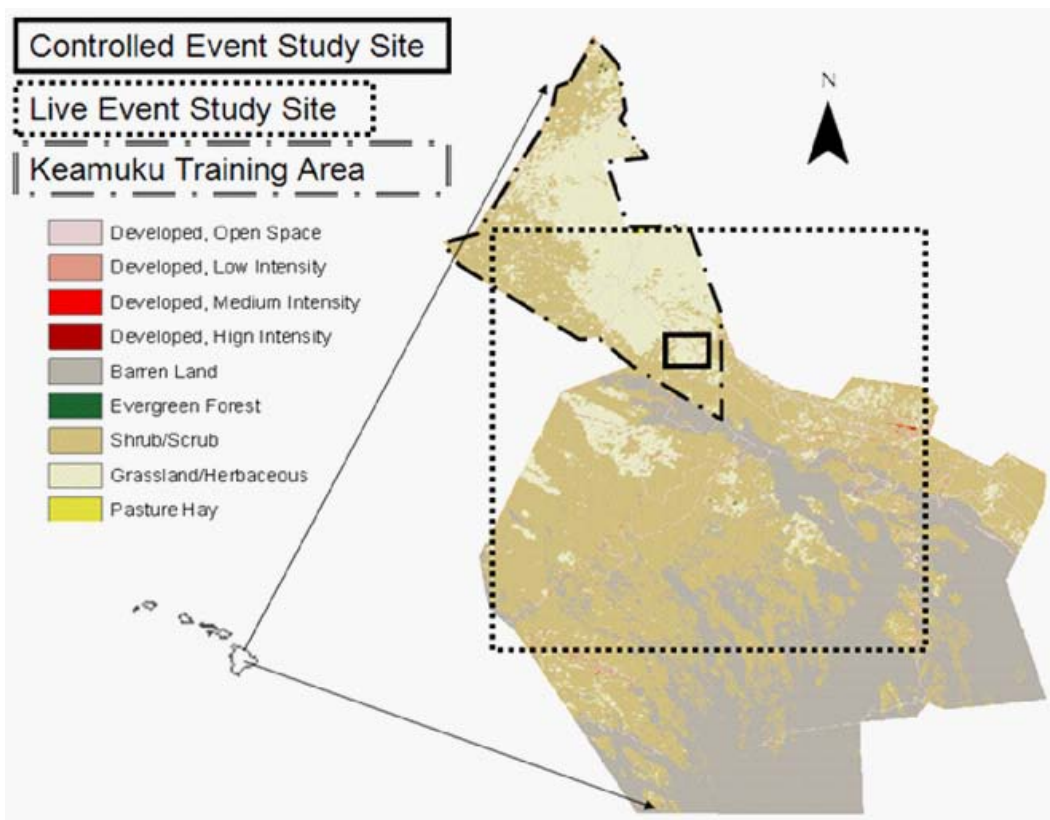 Controlled Event Study Site
Live Event Study Site
Keamuku Training Area
Developed, Open Space
Developed, Low Intensity
Developed, Medium Intensity
Developed, Hign Intensity
Barren Land
Evergreen Forest
Shrub/Scrub
Grassland/Herbaceous
Pasture Hay
N